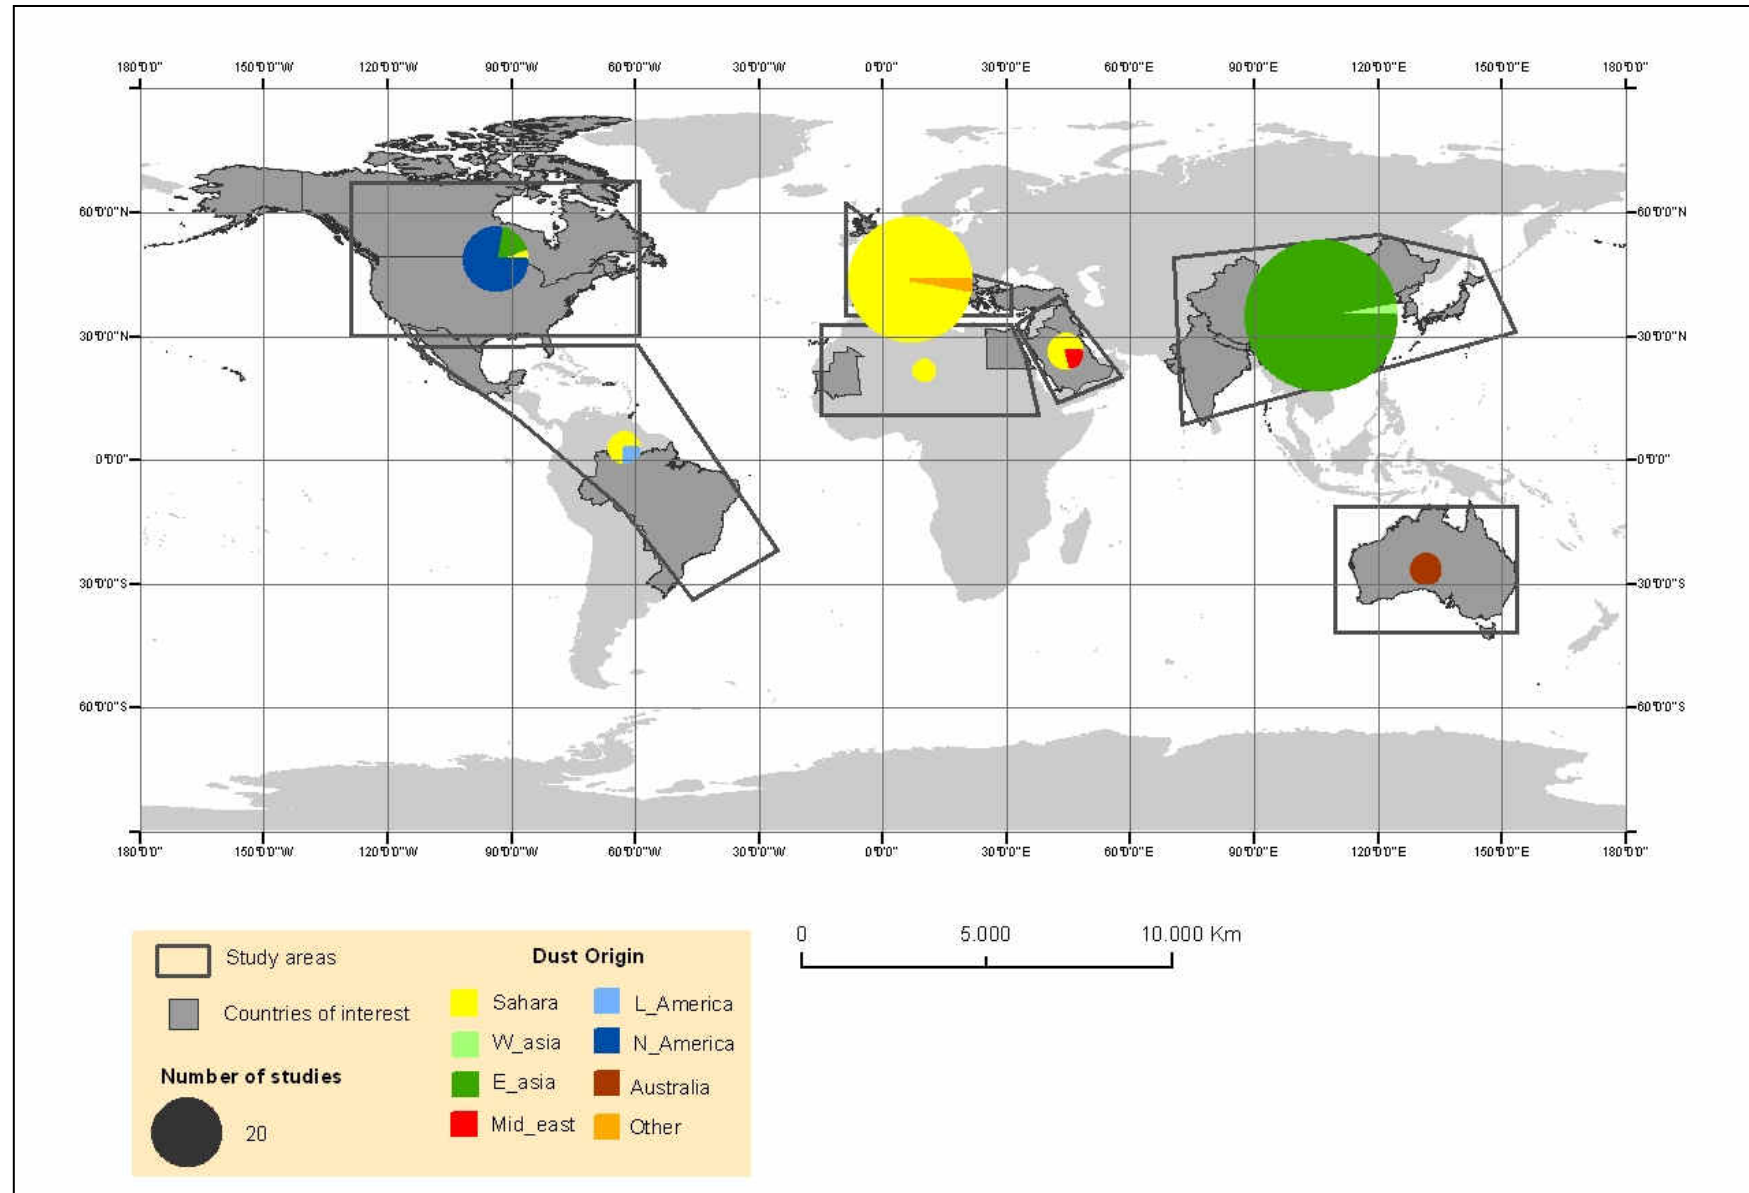 180°0'0" 150°0'0"W 120°0'0"W 90°0'0"W 60°0'0"W 30°0'0"W 0°0'0" 30°0'0"E 60°0'0"E 90°0'0"E 120°0'0"E 150°0'0"E 180°0'0"
60°0'0"N 60°0'0"N
30°0'0"N 30°0'0"N
0°0'0" 0°0'0"
30°0'0"S 30°0'0"S
60°0'0"S 60°0'0"S
180°0'0" 150°0'0"W 120°0'0"W 90°0'0"W 60°0'0"W 30°0'0"W 0°0'0" 30°0'0"E 60°0'0"E 90°0'0"E 120°0'0"E 150°0'0"E 180°0'0"
0 5.000 10.000 Km
Study areas
Countries of interest
Number of studies
20
Dust Origin
Sahara
W_asia
E_asia
Mid_east
L_America
N_America
Australia
Other